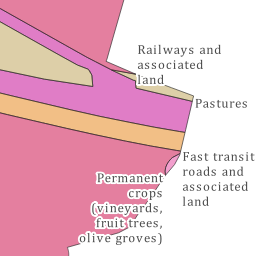 Railways and
associated
land
Pastures
Fast transit
roads and
associated
land
Permanent
crops
(vineyards,
fruit trees,
olive groves)